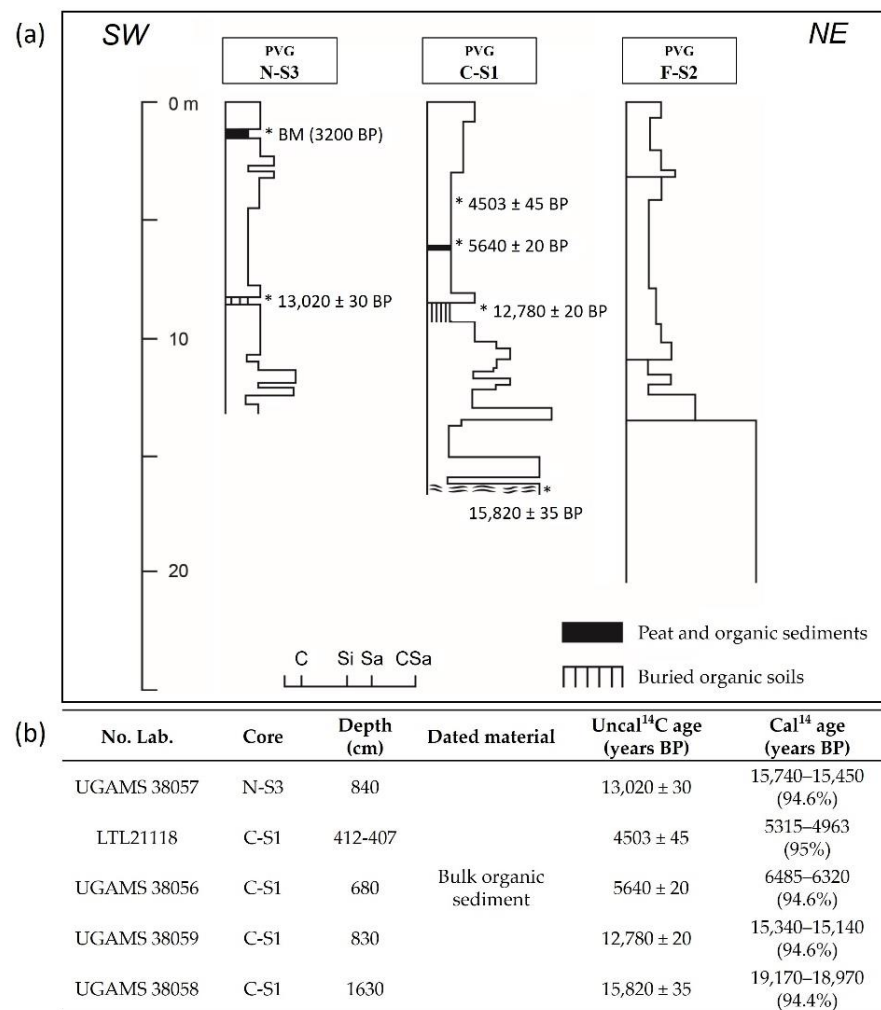 (a)
SW
NE
PVG
N-S3
PVG
C-S1
PVG
F-S2
0 m
* BM (3200 BP)
* 4503 ± 45 BP
* 5640 ± 20 BP
* 13,020 ± 30 BP
* 12,780 ± 20 BP
10
*
15,820 ± 35 BP
20
C Si Sa CSa
Peat and organic sediments
Buried organic soils
(b)
No. Lab. Core Depth (cm) Dated material Uncal¹⁴C age (years BP) Cal¹⁴ age (years BP)
UGAMS 38057 N-S3 840 13,020 ± 30 15,740–15,450 (94.6%)
LTL21118 C-S1 412-407 4503 ± 45 5315–4963 (95%)
UGAMS 38056 C-S1 680 Bulk organic sediment 5640 ± 20 6485–6320 (94.6%)
UGAMS 38059 C-S1 830 12,780 ± 20 15,340–15,140 (94.6%)
UGAMS 38058 C-S1 1630 15,820 ± 35 19,170–18,970 (94.4%)